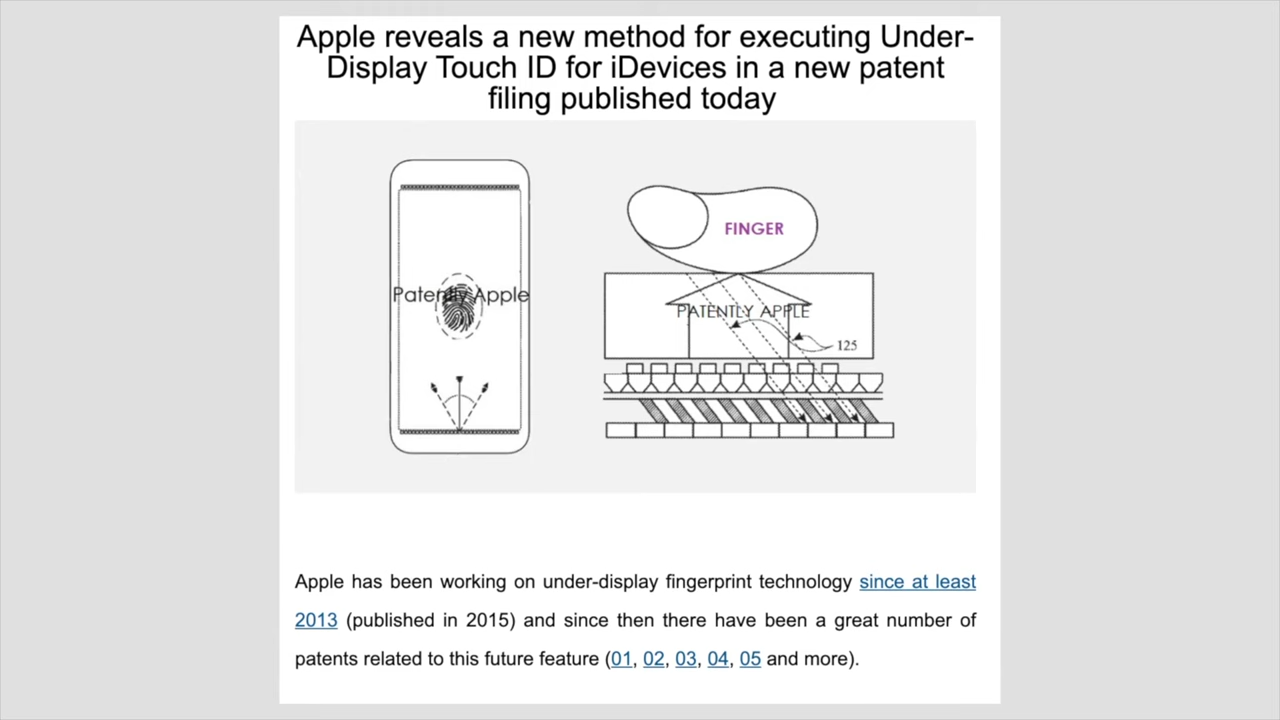 Apple reveals a new method for executing Under-
Display Touch ID for iDevices in a new patent
filing published today
Patently Apple
FINGER
PATENTLY APPLE
125
Apple has been working on under-display fingerprint technology since at least
2013 (published in 2015) and since then there have been a great number of
patents related to this future feature (01, 02, 03, 04, 05 and more).